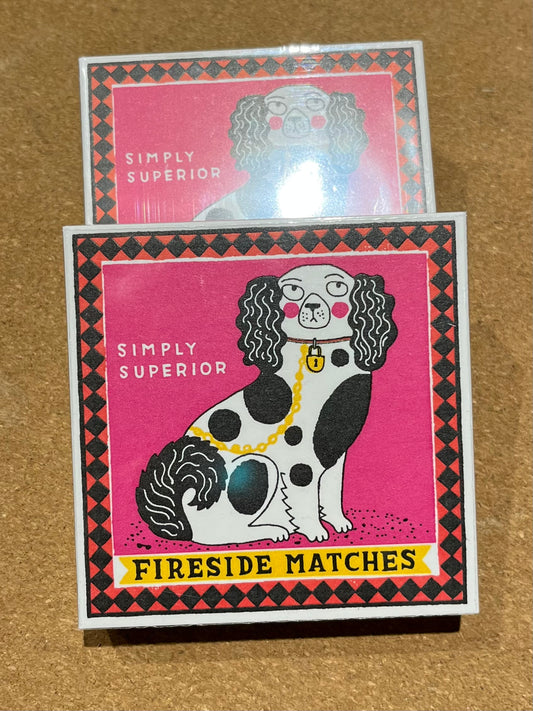 SIMPLY
SUPERIOR
SIMPLY
SUPERIOR
FIRESIDE MATCHES